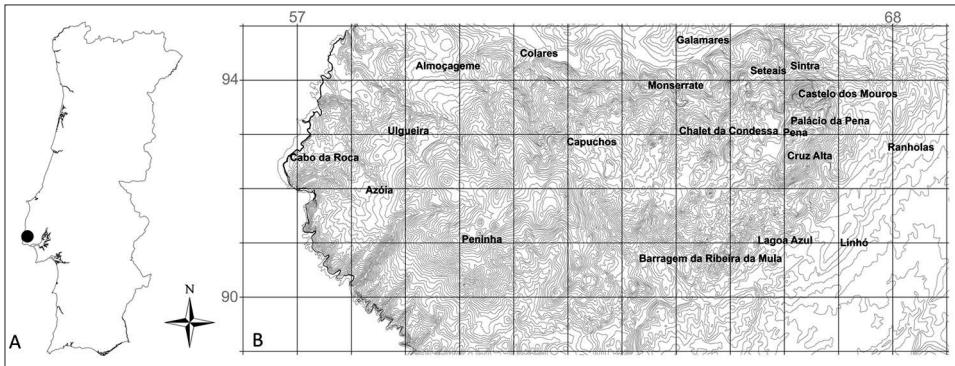 57
68
Galamares
Colares
Almoçageme
Seteais
Sintra
94
Monserrate
Castelo dos Mouros
Palácio da Pena
Ulgueira
Chalet da Condessa
Pena
Capuchos
Ranholas
Cabo da Roca
Cruz Alta
Azóia
Peninha
Lagoa Azul
Linhó
Barragem da Ribeira da Mula
N
90
A
B